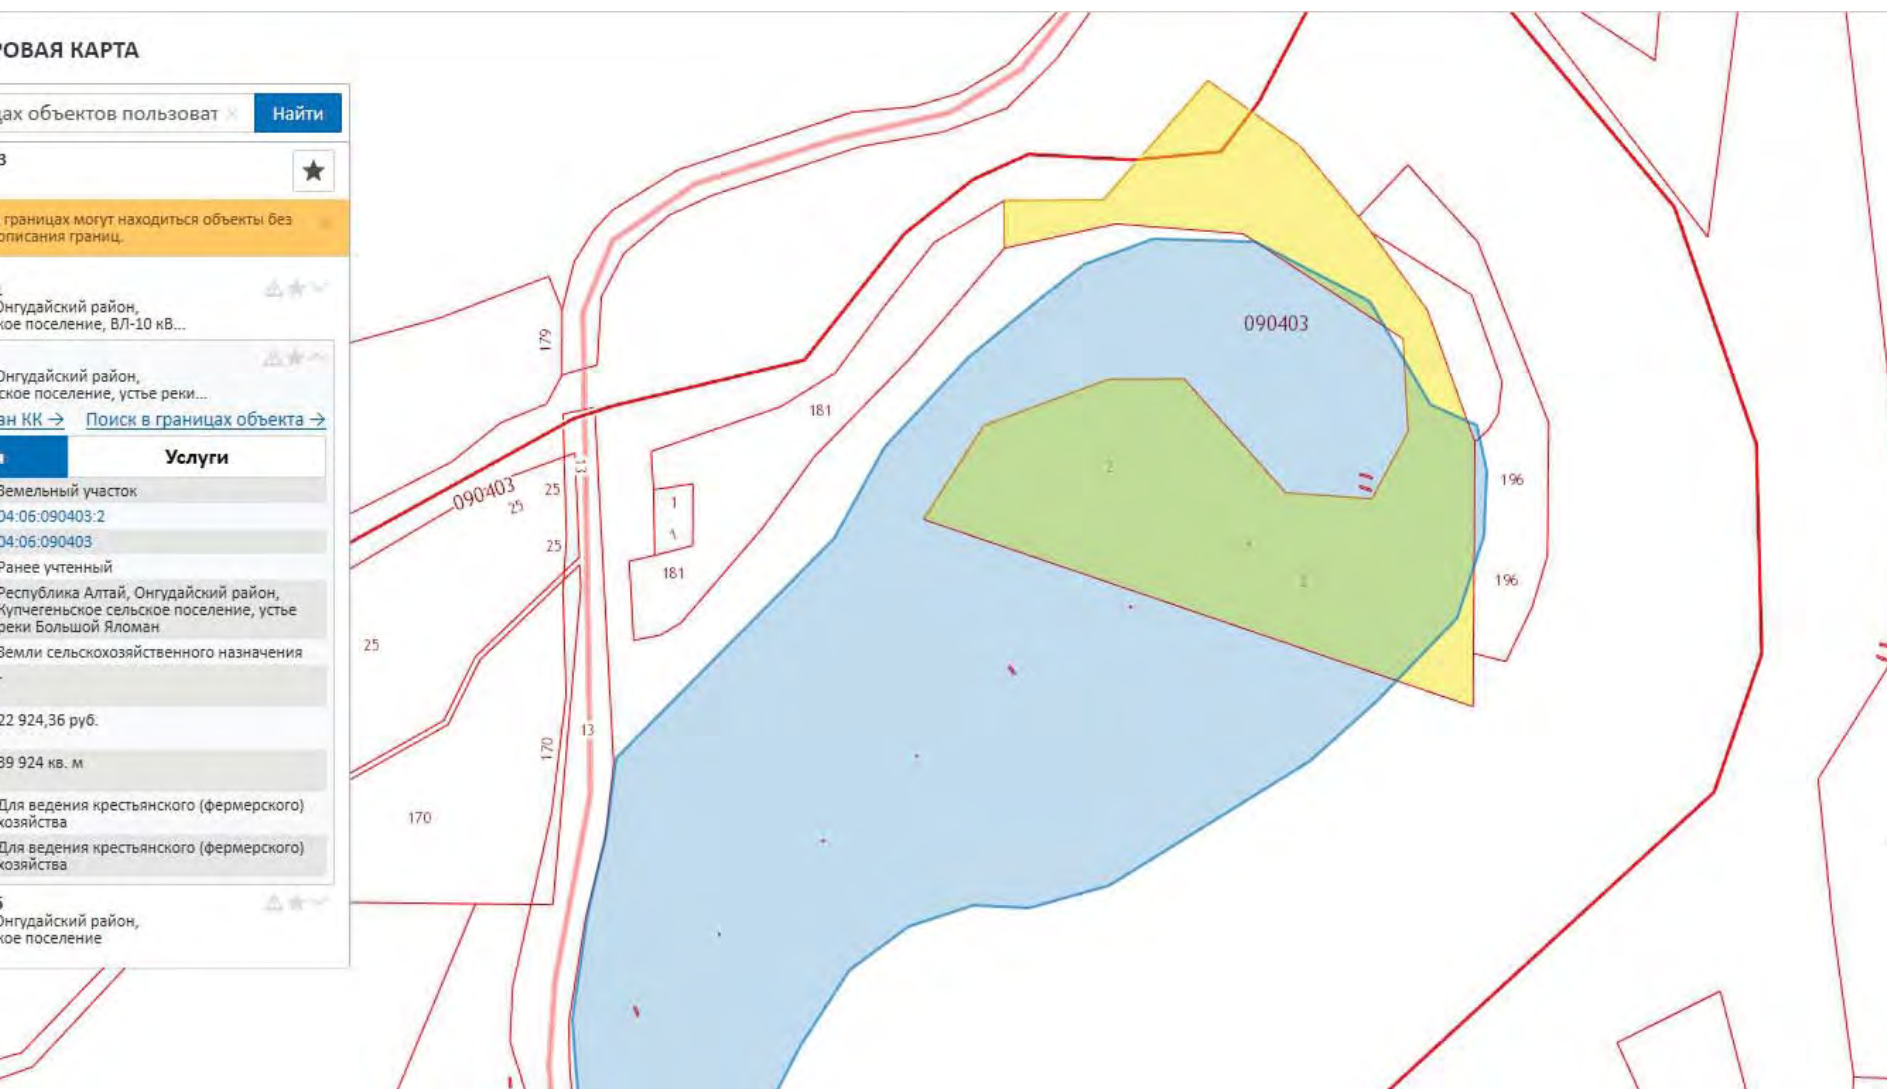 РОВАЯ КАРТА
цах объектов пользоват ×
Найти
3
границах могут находиться объекты без
описания границ.
Онгудайский район,
кое поселение, ВЛ-10 кВ...
Онгудайский район,
ское поселение, устье реки...
ан КК →
Поиск в границах объекта →
Услуги
Земельный участок
04:06:090403:2
04:06:090403
Ранее учтенный
Республика Алтай, Онгудайский район,
Купчегеньское сельское поселение, устье
реки Большой Яломан
Земли сельскохозяйственного назначения
-
22 924,36 руб.
39 924 кв. м
Для ведения крестьянского (фермерского)
хозяйства
Для ведения крестьянского (фермерского)
хозяйства
Онгудайский район,
кое поселение
090403
179
181
13
2
090403
25
25
1
196
25
1
181
2
196
25
13
170
170